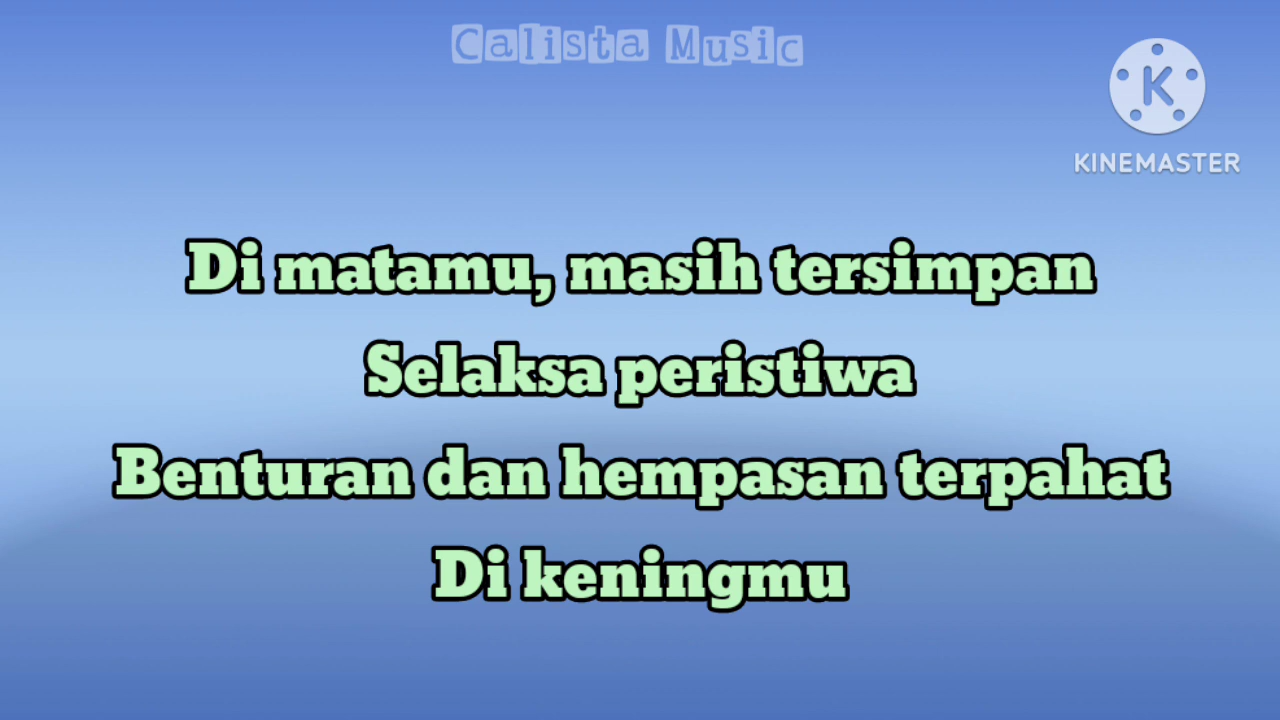 Calista Music
K
KINEMASTER
Di matamu, masih tersimpan
Selaksa peristiwa
Benturan dan hempasan terpahat
Di keningmu